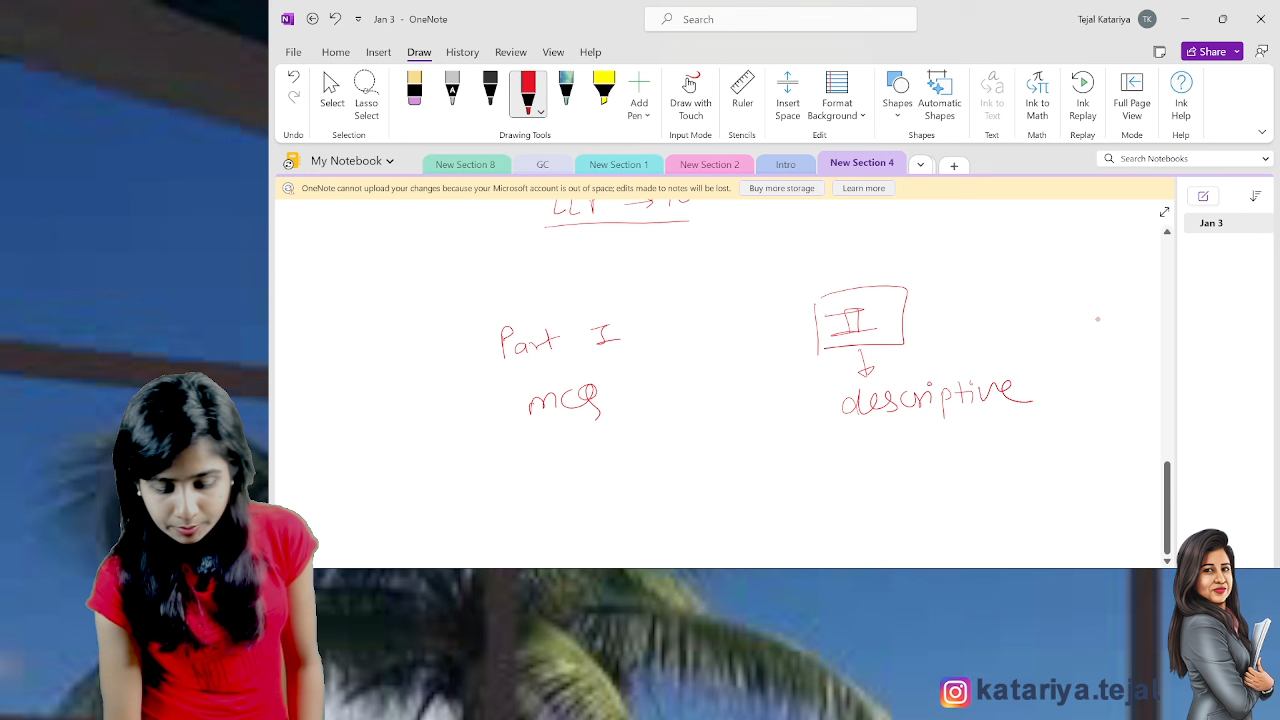 Jan 3 - OneNote
Search
Tejal Katariya TK
File Home Insert Draw History Review View Help
Share
Select
Lasso Select
Add Pen
Draw with Touch
Ruler
Insert Space
Format Background
Shapes
Automatic Shapes
Ink to Text
Ink to Math
Ink Replay
Full Page View
Ink Help
Undo Selection Drawing Tools Input Mode Stencils Edit Shapes Text Math Replay Mode Help
My Notebook New Section 8 GC New Section 1 New Section 2 Intro New Section 4 + Search Notebooks
OneNote cannot upload your changes because your Microsoft account is out of space; edits made to notes will be lost. Buy more storage Learn more
Jan 3
Part I II
MCQ descriptive
katariya.tejal